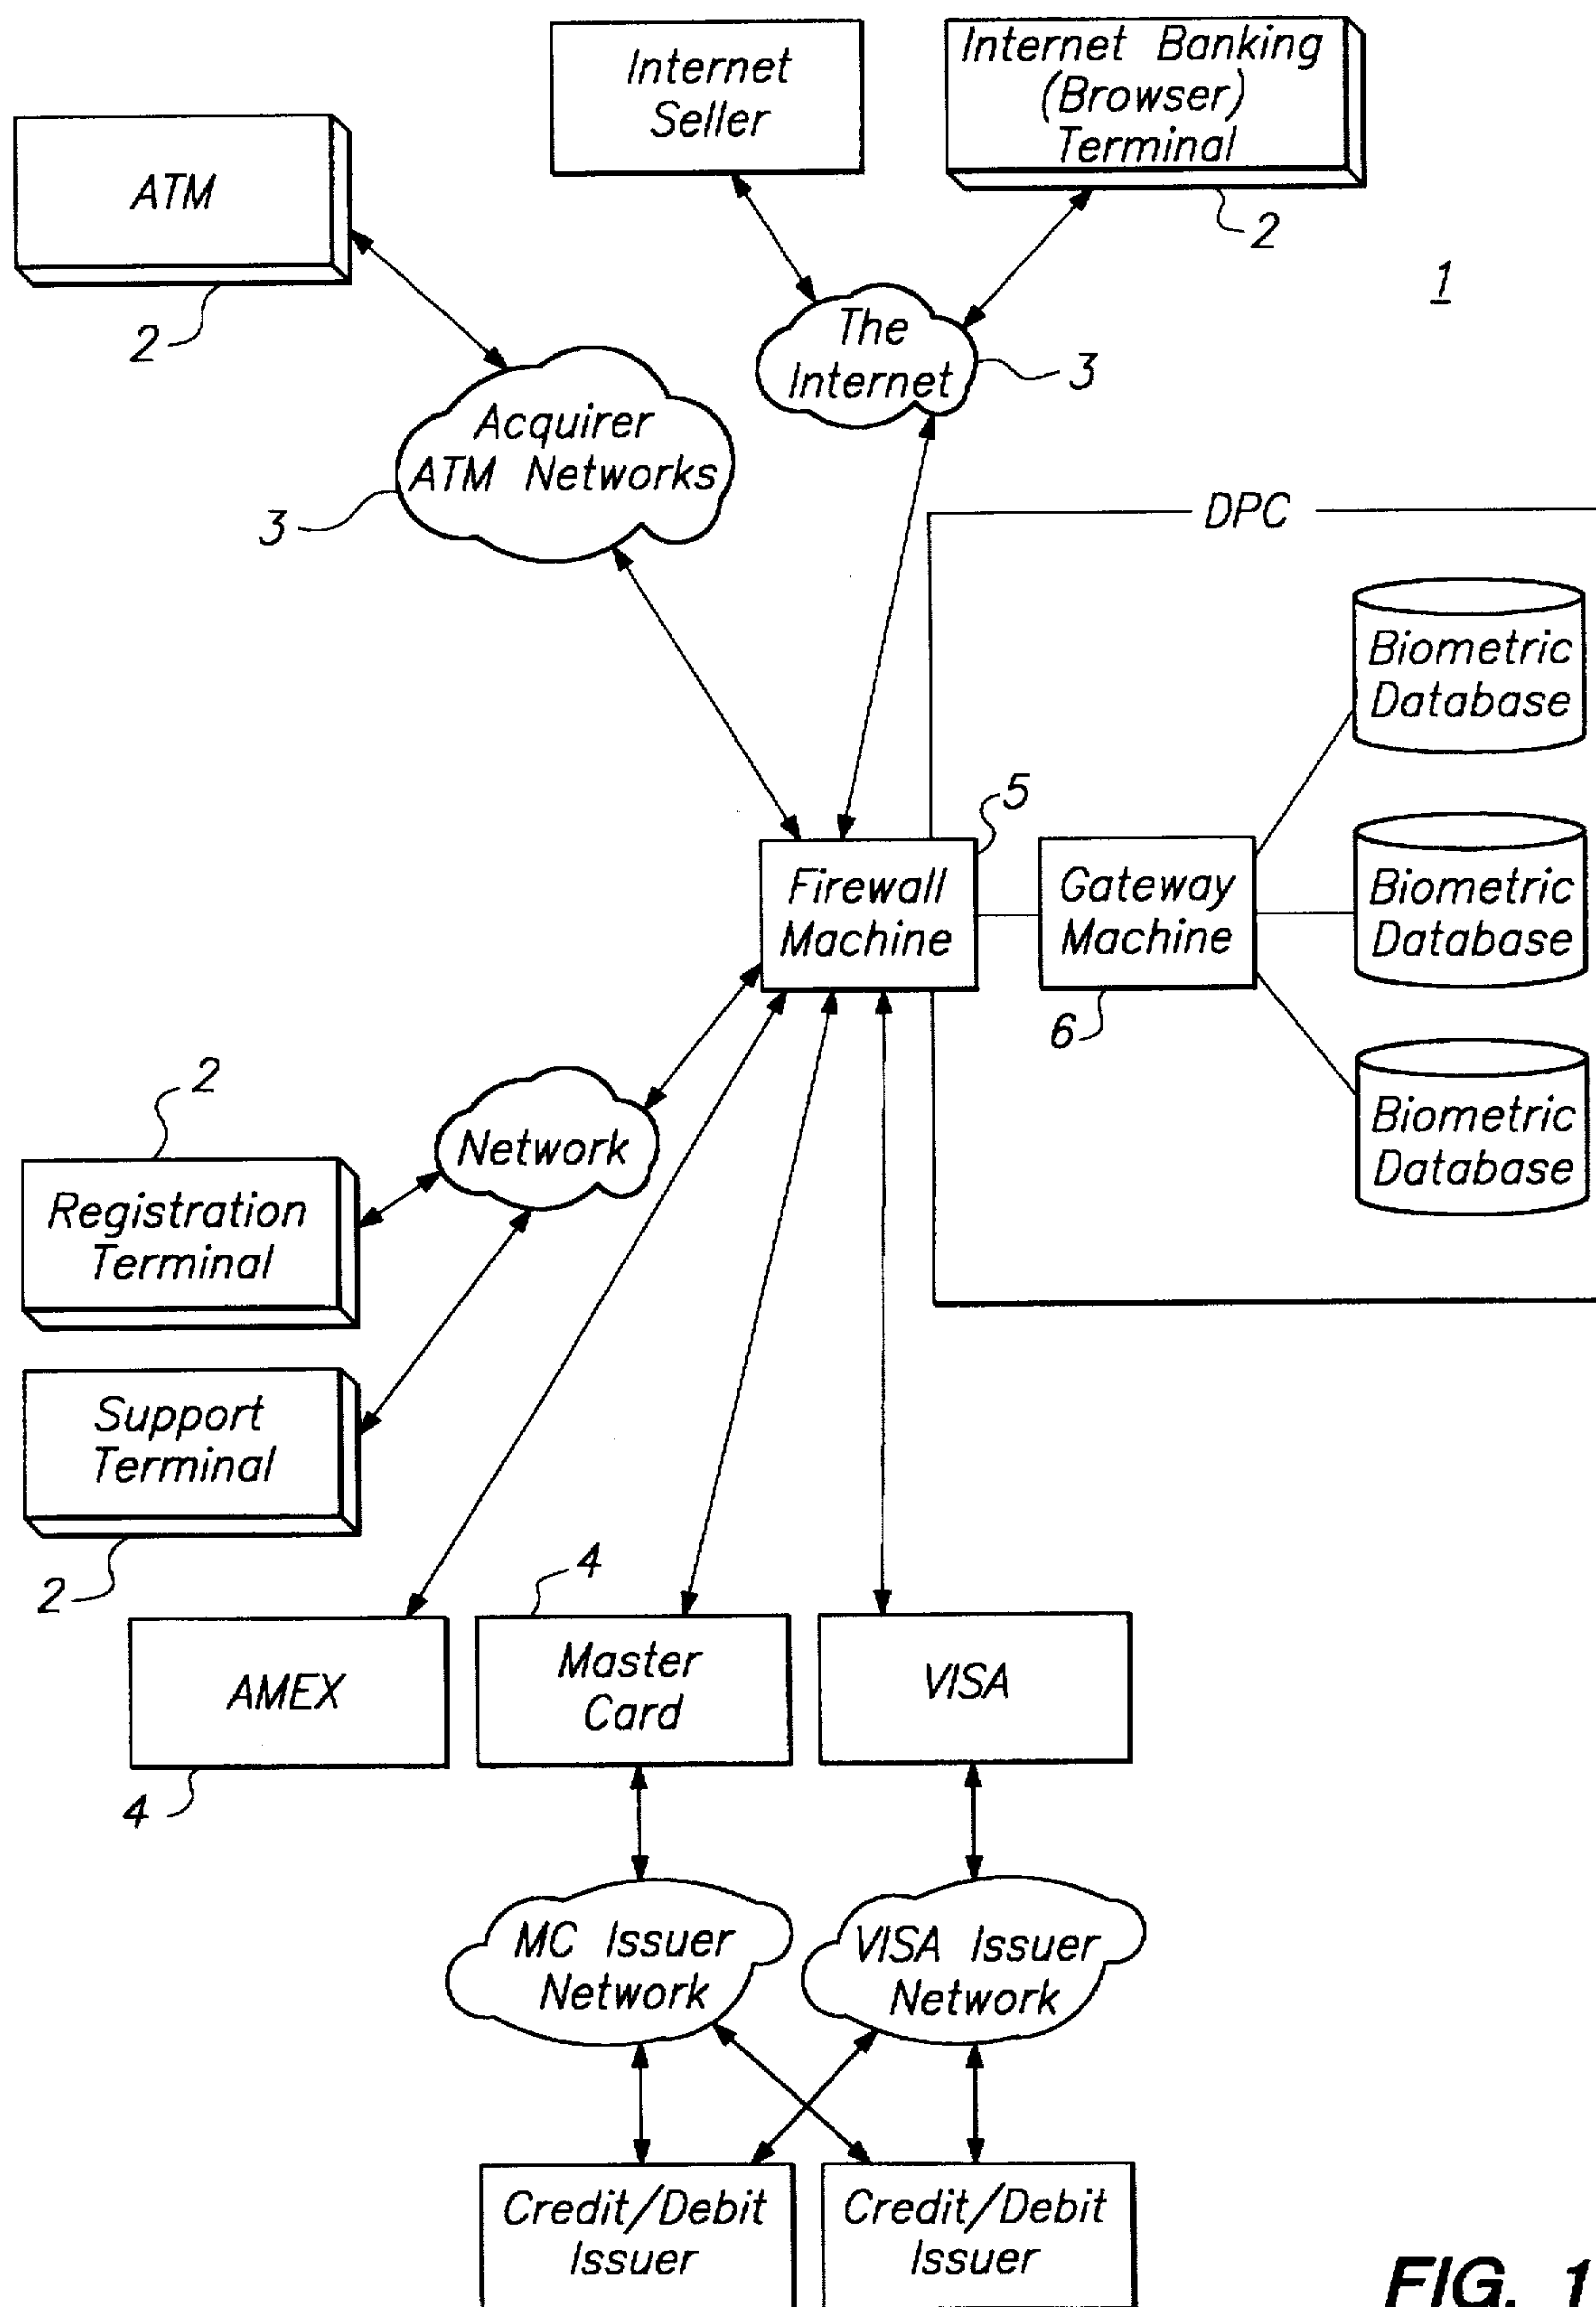 Internet
Seller
Internet Banking
(Browser)
Terminal
2
ATM
2
1
The
Internet
3
Acquirer
ATM Networks
3
DPC
Biometric
Database
5
Firewall
Machine
Gateway
Machine
6
Biometric
Database
Biometric
Database
2
Network
Registration
Terminal
Support
Terminal
2
4
AMEX
4
Master
Card
VISA
MC Issuer
Network
VISA Issuer
Network
Credit/Debit
Issuer
Credit/Debit
Issuer
FIG. 1